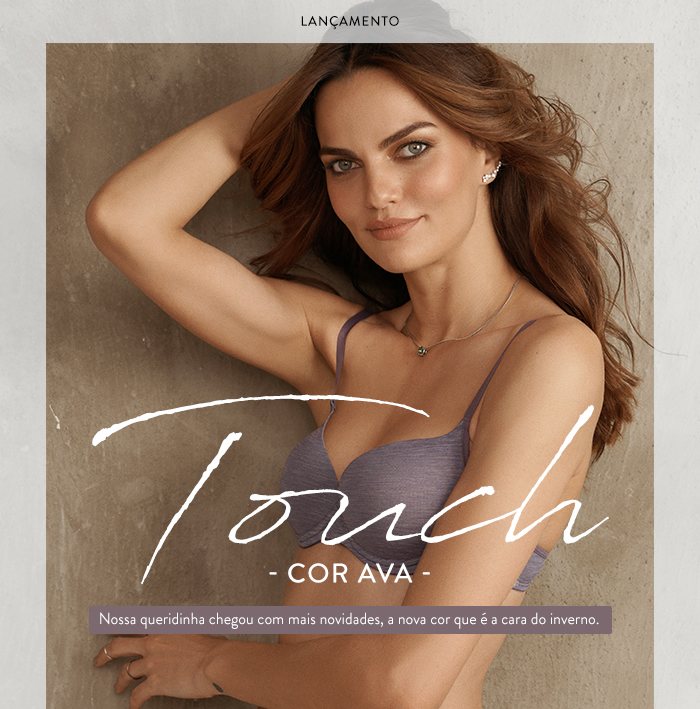 LANÇAMENTO
Touch
- COR AVA -
Nossa queridinha chegou com mais novidades, a nova cor que é a cara do inverno.